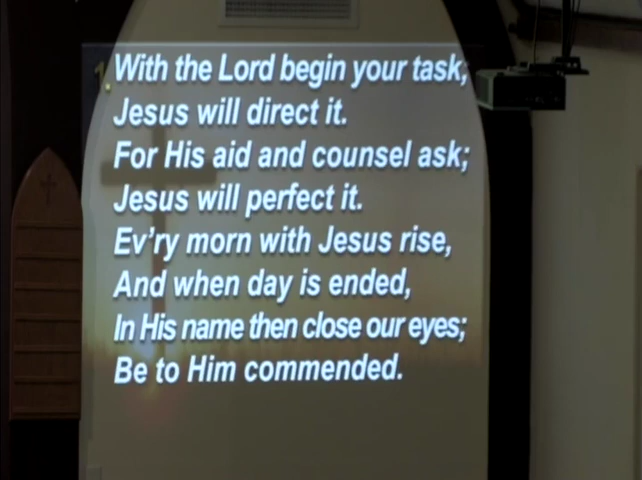 1. With the Lord begin your task;
Jesus will direct it.
For His aid and counsel ask;
Jesus will perfect it.
Ev’ry morn with Jesus rise,
And when day is ended,
In His name then close our eyes;
Be to Him commended.